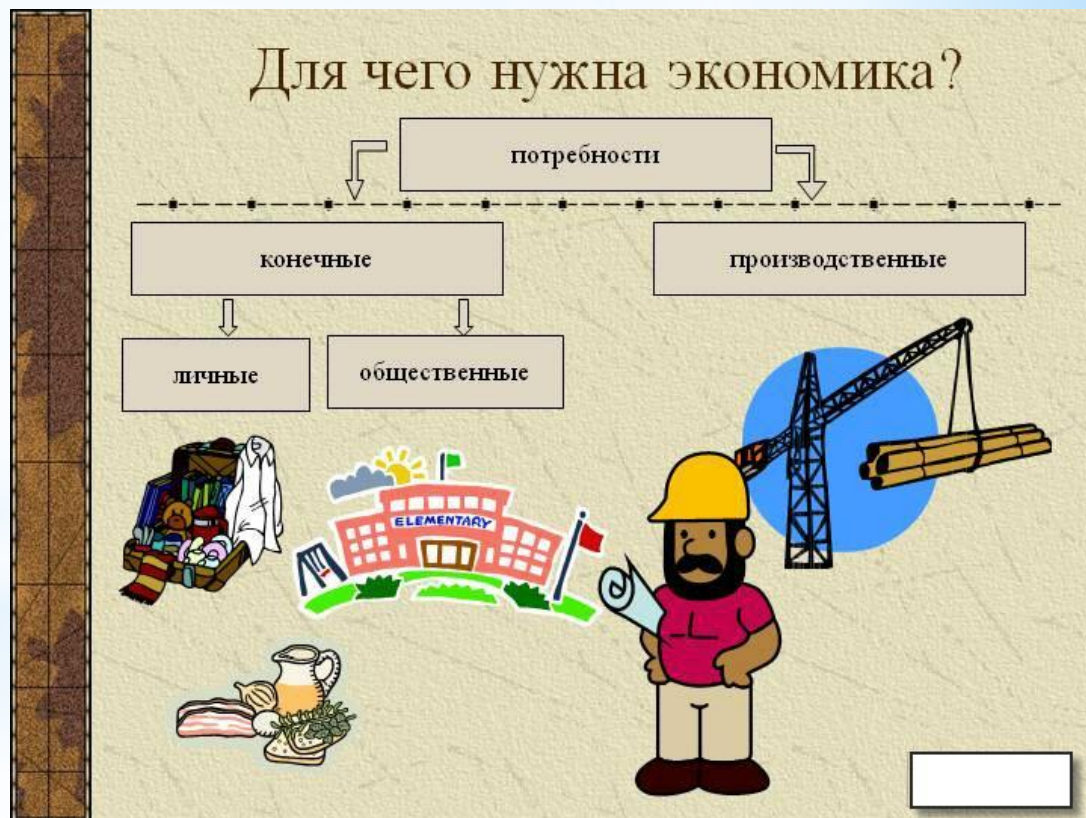 Для чего нужна экономика?
потребности
конечные
производственные
личные
общественные
ELEMENTARY